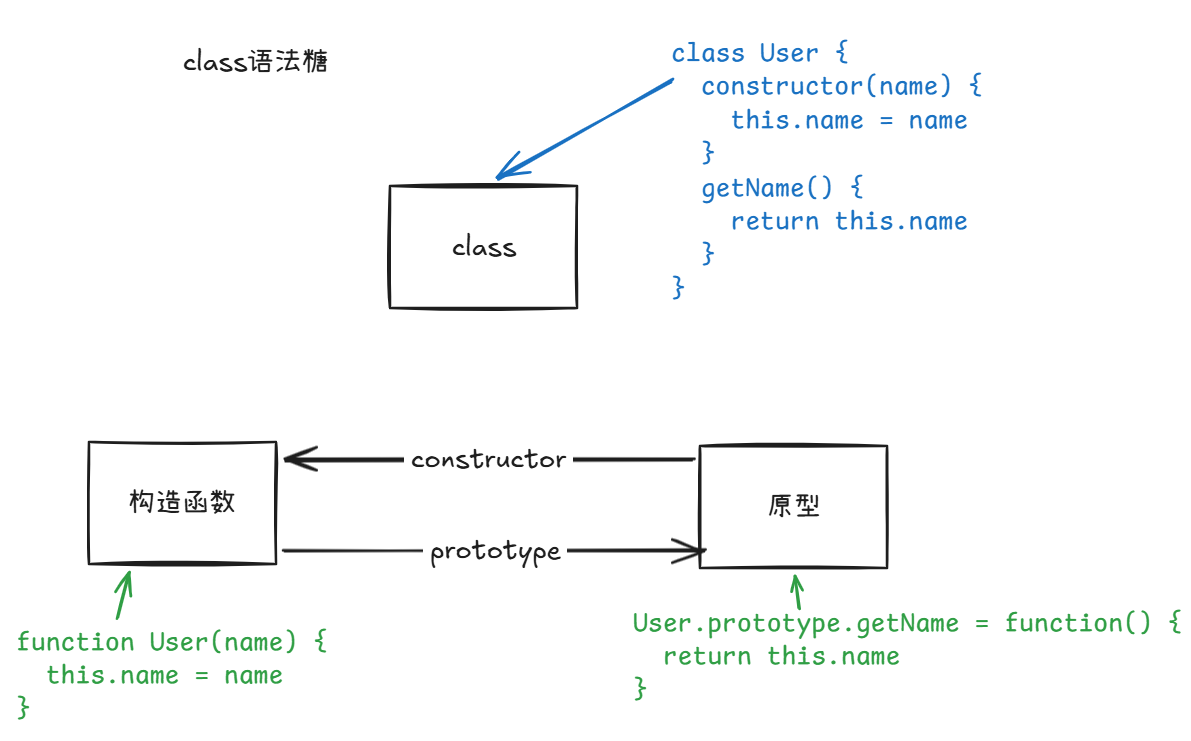 class语法糖
class User {
  constructor(name) {
    this.name = name
  }
  getName() {
    return this.name
  }
}
class
constructor
构造函数
原型
prototype
function User(name) {
  this.name = name
}
User.prototype.getName = function() {
  return this.name
}